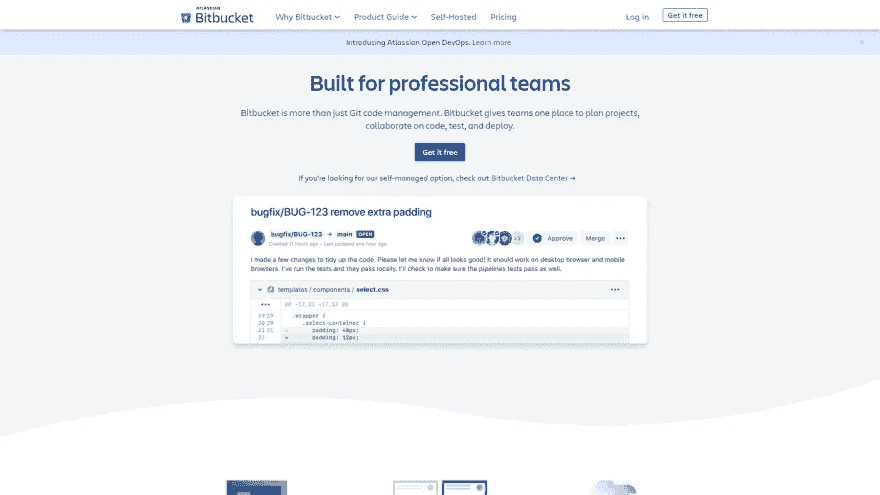 ATLASSIAN
Bitbucket
Why Bitbucket
Product Guide
Self-Hosted
Pricing
Log in
Get it free
Introducing Atlassian Open DevOps. Learn more
Built for professional teams
Bitbucket is more than just Git code management. Bitbucket gives teams one place to plan projects,
collaborate on code, test, and deploy.
Get it free
If you're looking for our self-managed option, check out Bitbucket Data Center →
bugfix/BUG-123 remove extra padding
bugfix/BUG-123 → main OPEN
Created 17 hours ago • Last updated one hour ago
+3
Approve
Merge
I made a few changes to tidy up the code. Please let me know if all looks good! It should work on desktop browser and mobile
browsers. I've run the tests and they pass locally. I'll check to make sure the pipelines tests pass as well.
templates / components / select.css
.wrapper {
20 20 .select-container {
21 21 - padding: 40px;
22 + padding: 12px;